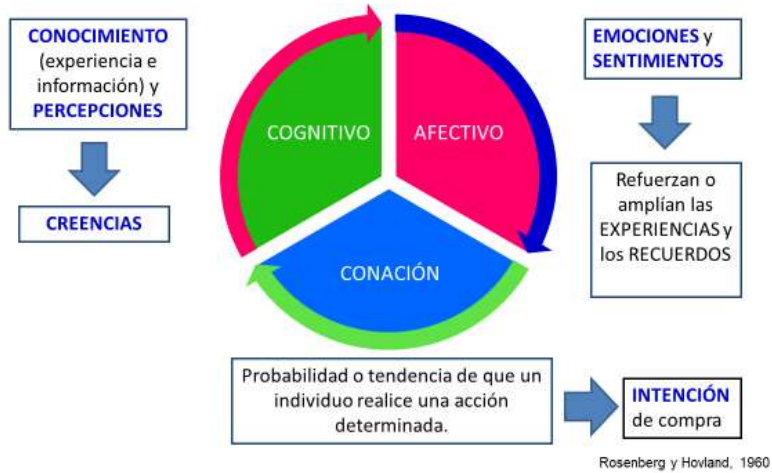 CONOCIMIENTO
(experiencia e
información) y
PERCEPCIONES
CREENCIAS
COGNITIVO
AFECTIVO
CONACIÓN
EMOCIONES y
SENTIMIENTOS
Refuerzan o
amplían las
EXPERIENCIAS y
los RECUERDOS
Probabilidad o tendencia de que un
individuo realice una acción
determinada.
INTENCIÓN
de compra
Rosenberg y Hovland, 1960